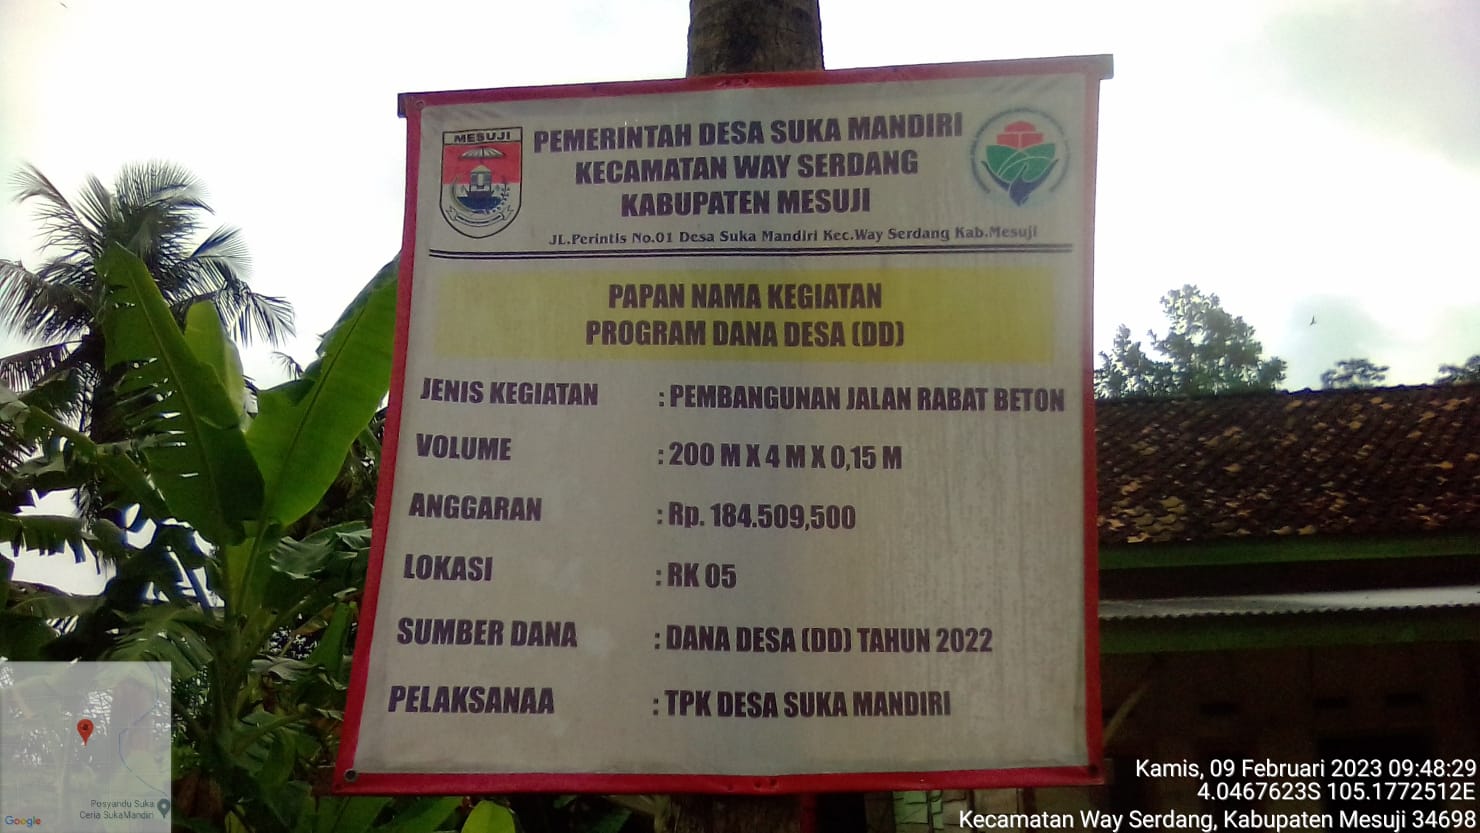 MESUJI
PEMERINTAH DESA SUKA MANDIRI
KECAMATAN WAY SERDANG
KABUPATEN MESUJI
JL.Perintis No.01 Desa Suka Mandiri Kec.Way Serdang Kab.Mesuji
PAPAN NAMA KEGIATAN
PROGRAM DANA DESA (DD)
JENIS KEGIATAN : PEMBANGUNAN JALAN RABAT BETON
VOLUME : 200 M X 4 M X 0,15 M
ANGGARAN : Rp. 184.509,500
LOKASI : RK 05
SUMBER DANA : DANA DESA (DD) TAHUN 2022
PELAKSANAA : TPK DESA SUKA MANDIRI
Posyandu Suka
Ceria SukaMandiri
Google
Kamis, 09 Februari 2023 09:48:29
4.0467623S 105.1772512E
Kecamatan Way Serdang, Kabupaten Mesuji 34698